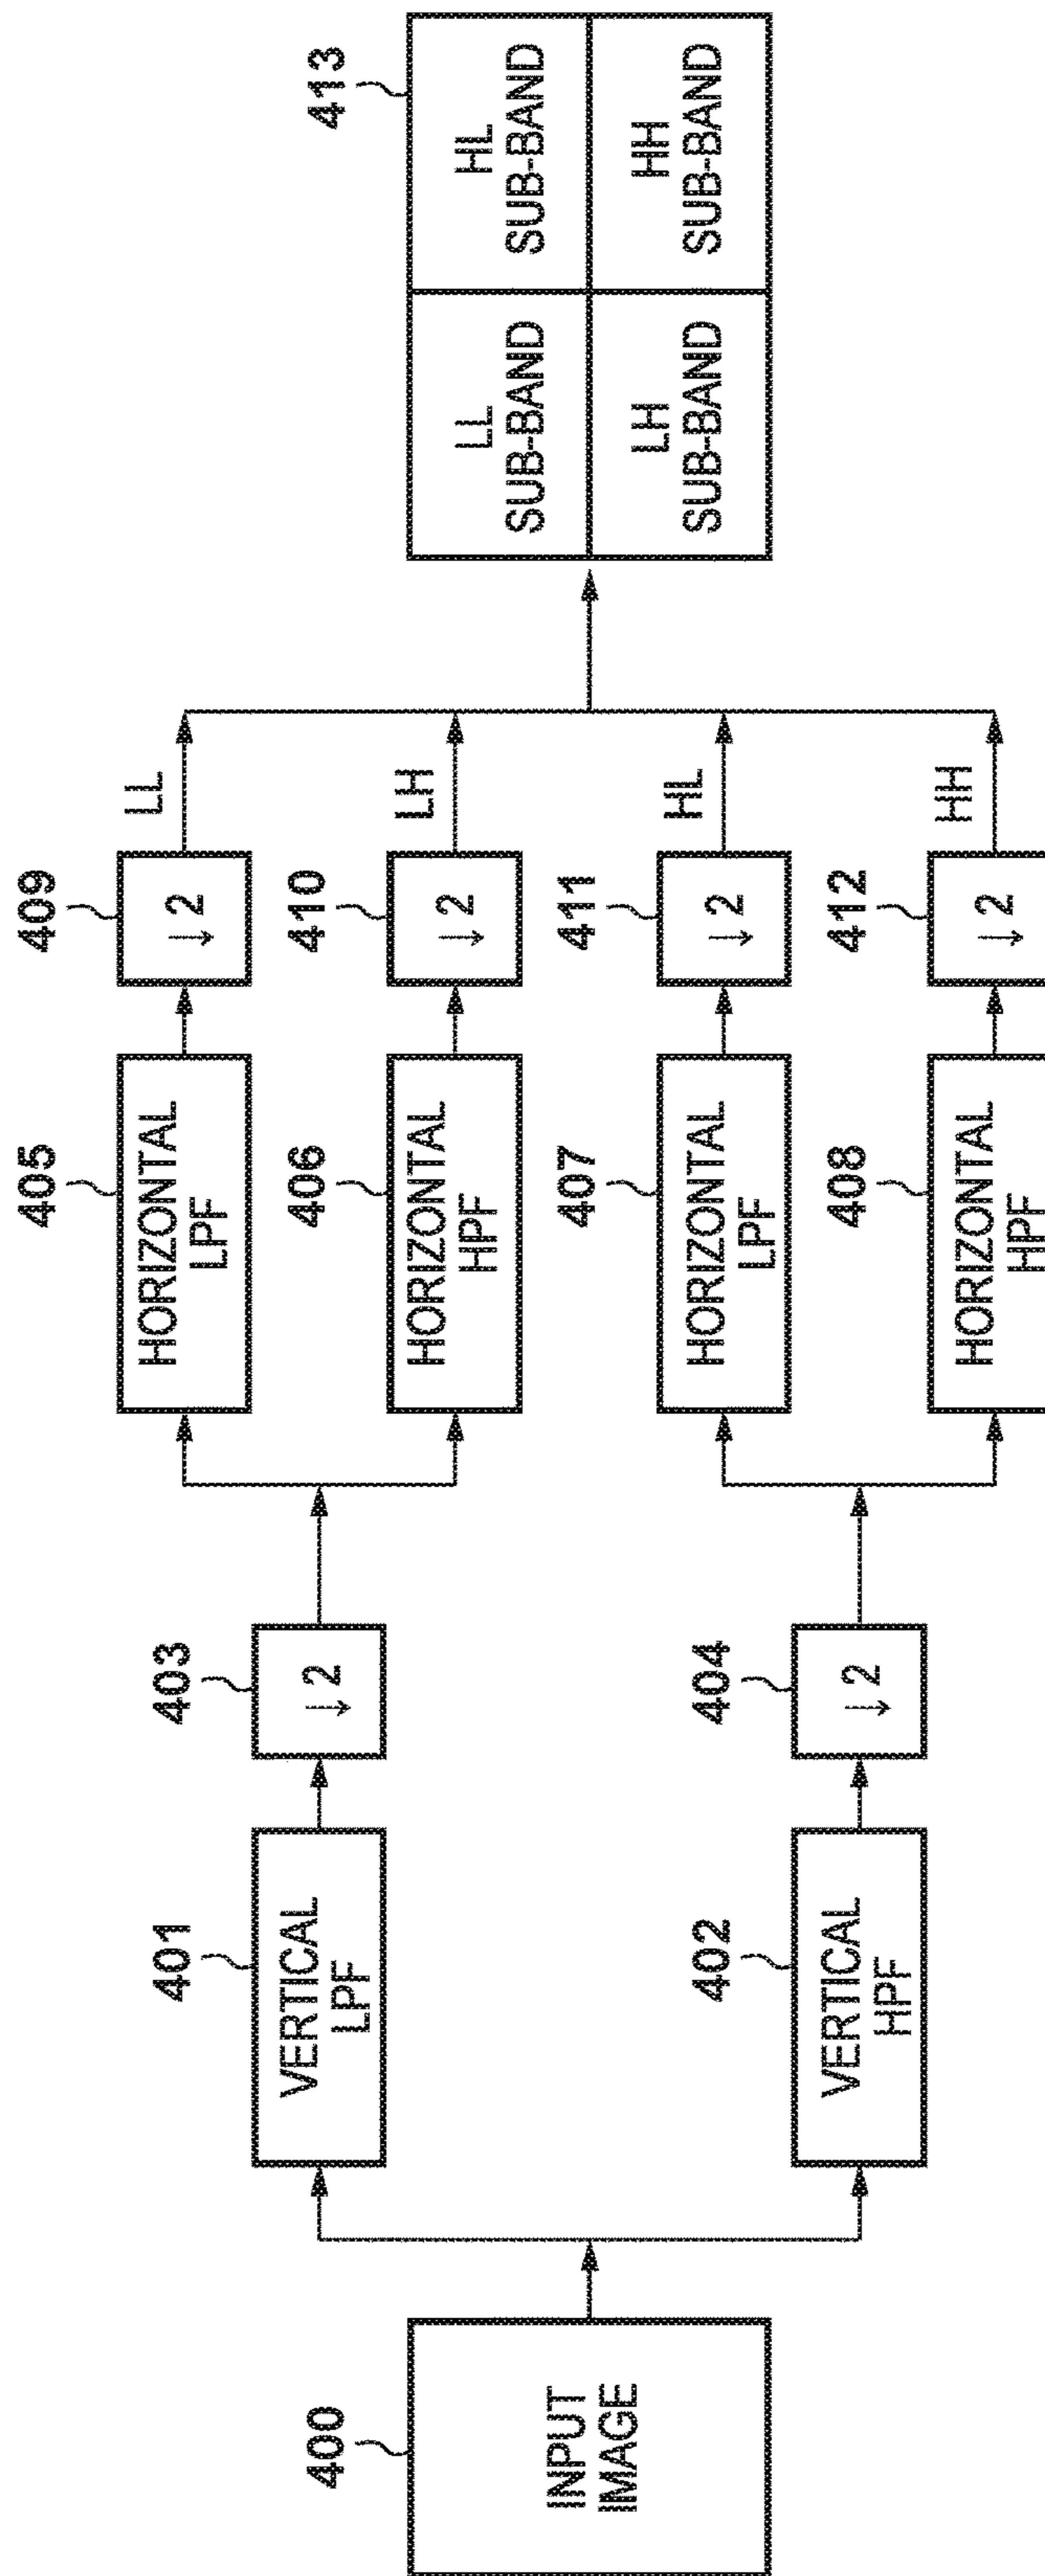 400
INPUT
IMAGE
401
VERTICAL
LPF
402
VERTICAL
HPF
403
↓2
404
↓2
405
HORIZONTAL
LPF
406
HORIZONTAL
HPF
407
HORIZONTAL
LPF
408
HORIZONTAL
HPF
409
↓2
410
↓2
411
↓2
412
↓2
LL
LH
HL
HH
413
LL
SUB-BAND
HL
SUB-BAND
LH
SUB-BAND
HH
SUB-BAND